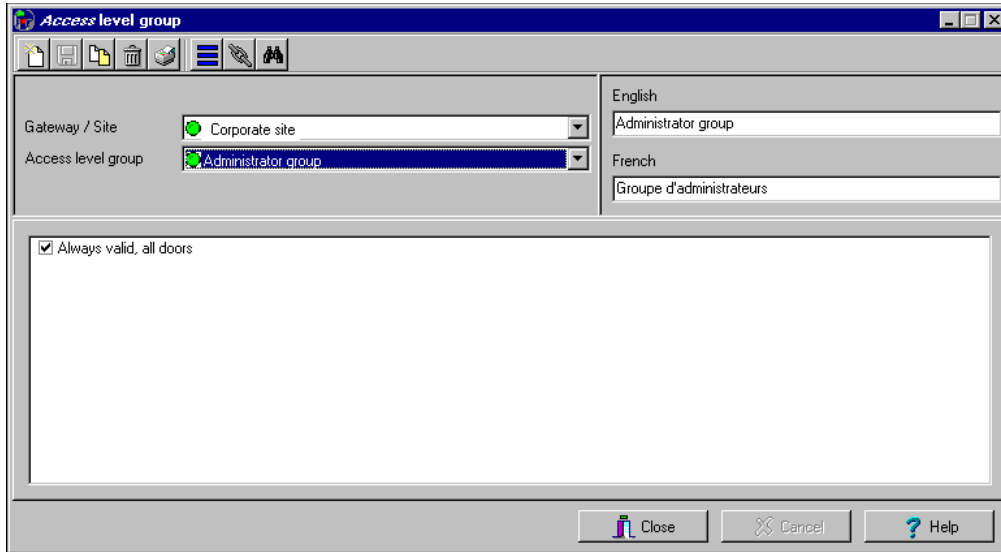 Access level group
English
Gateway / Site
Corporate site
Administrator group
Access level group
Administrator group
French
Groupe d'administrateurs
Always valid, all doors
Close
Cancel
Help